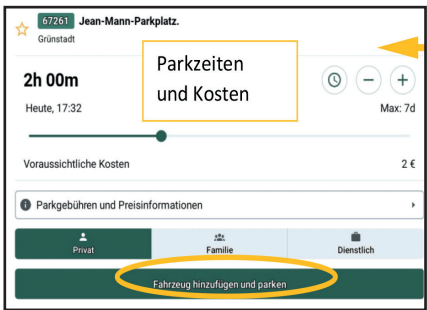 67261 Jean-Mann-Parkplatz.
Grünstadt
Parkzeiten
und Kosten
2h 00m
Heute, 17:32
Max: 7d
Voraussichtliche Kosten
2 €
Parkgebühren und Preisinformationen
Privat
Familie
Dienstlich
Fahrzeug hinzufügen und parken